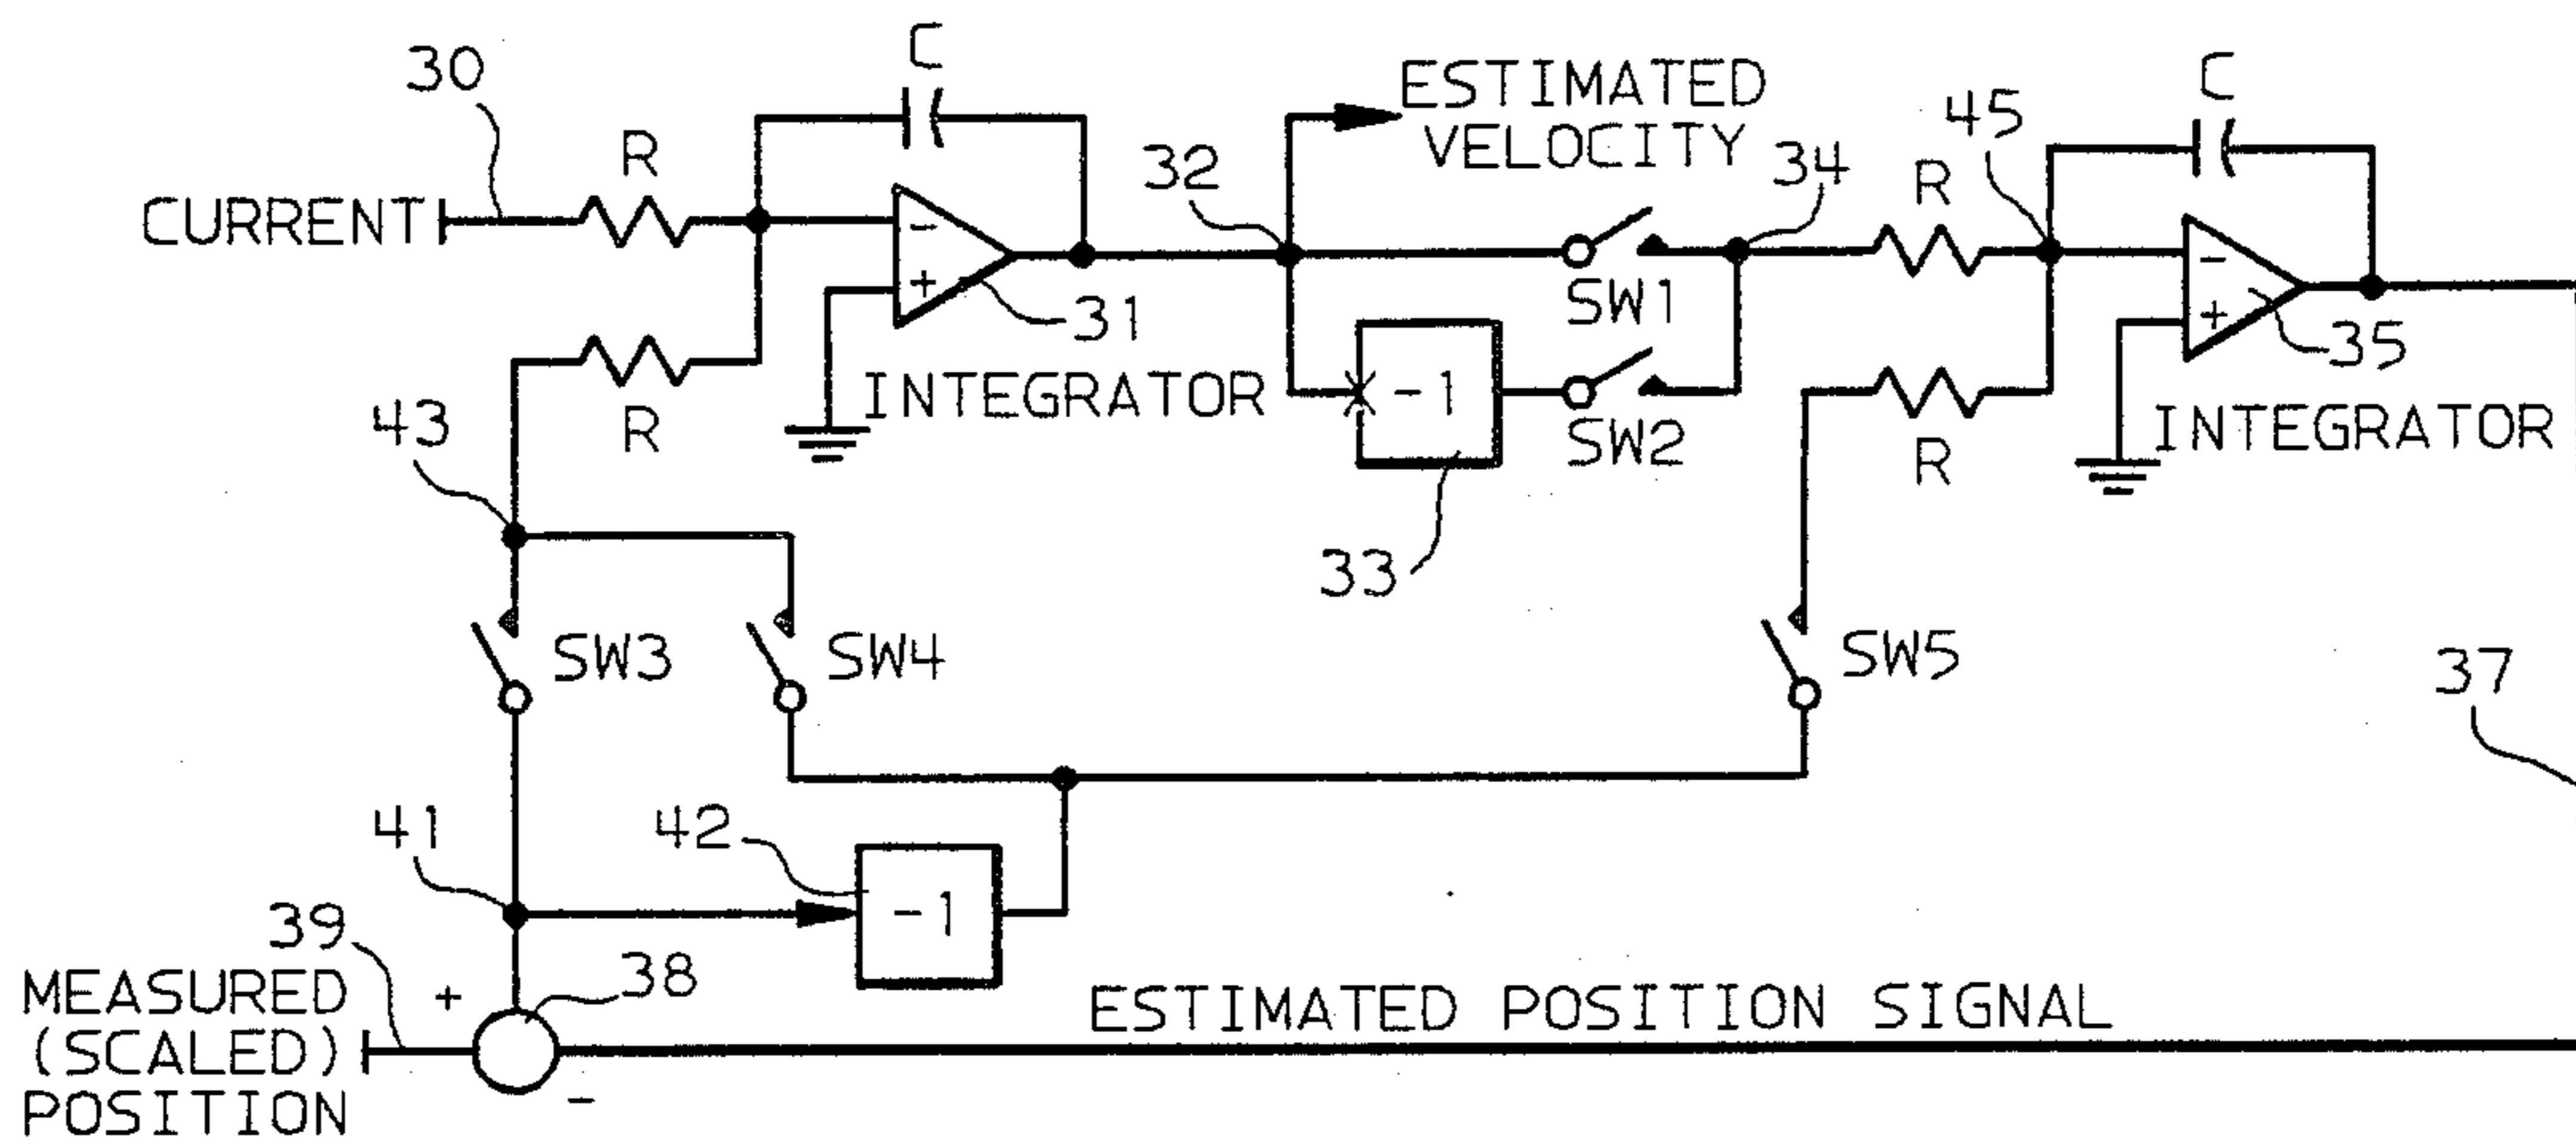 C
30
ESTIMATED
VELOCITY
C
45
R
32
34
R
CURRENT
-
+
31
SW1
-
+
35
INTEGRATOR
-1
SW2
INTEGRATOR
R
43
R
33
SW3
SW4
SW5
37
41
42
-1
39
38
MEASURED
(SCALED)
POSITION
+
-
ESTIMATED POSITION SIGNAL